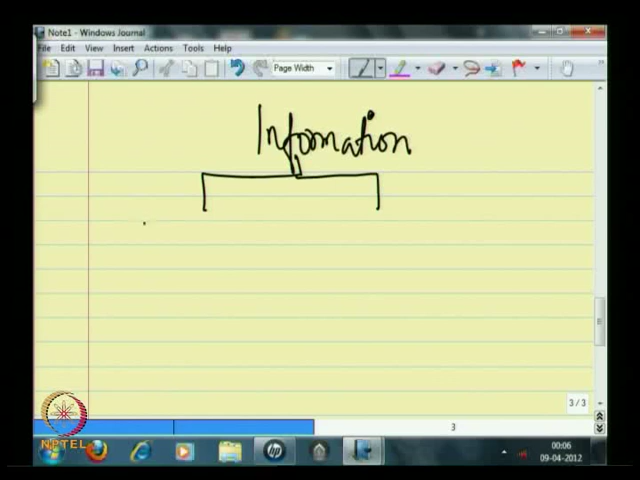 Note1 - Windows Journal
File Edit View Insert Actions Tools Help
Page Width
Information
3 / 3
3
NPTEL
00:06
09-04-2012